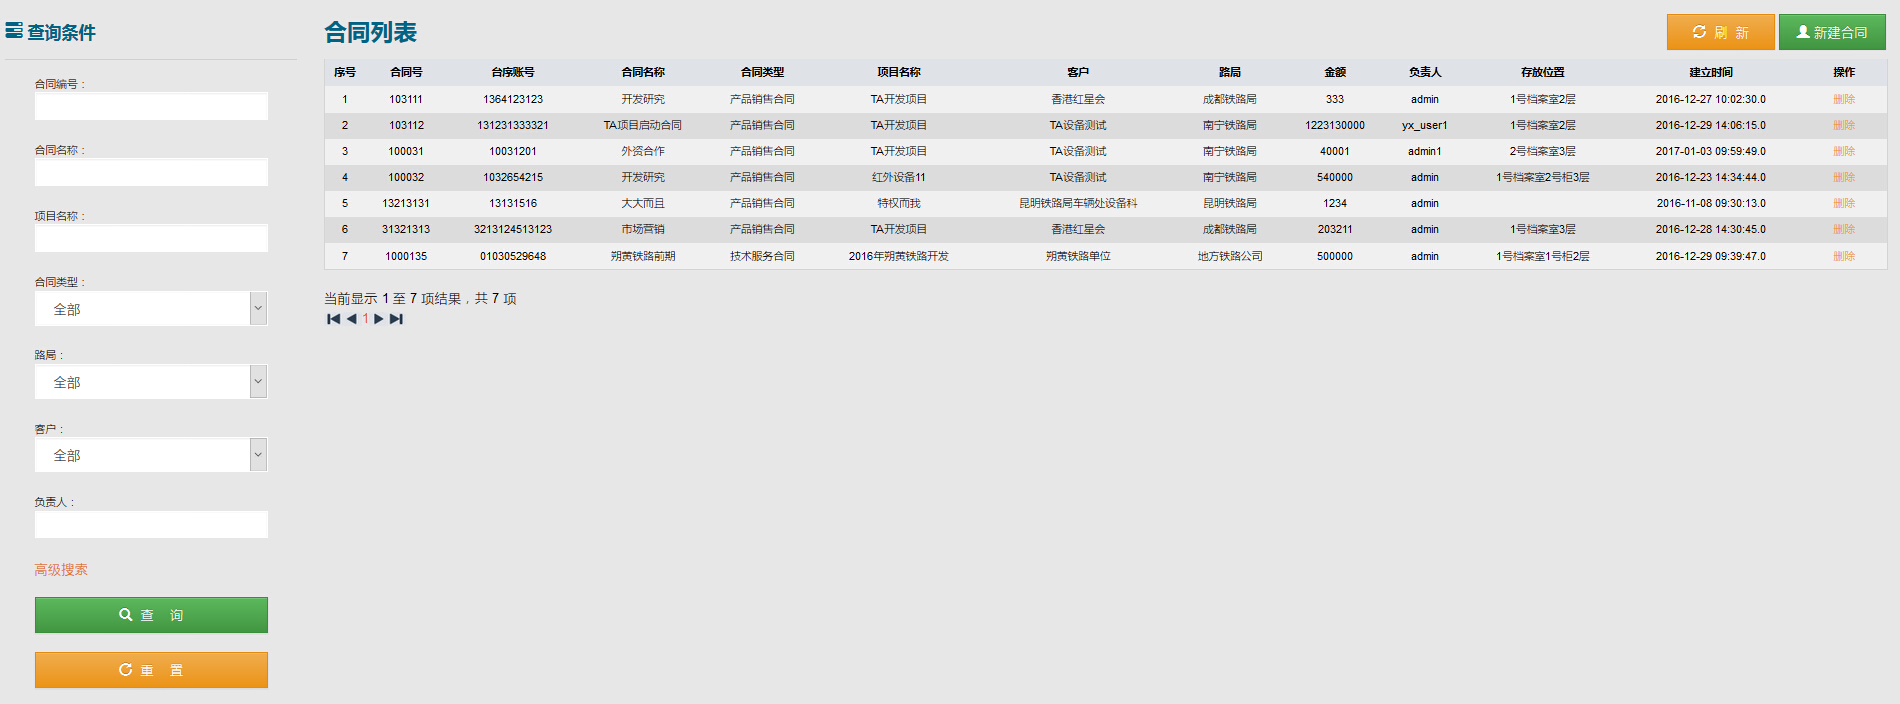 查询条件
合同编号：
合同名称：
项目名称：
合同类型：
全部
路局：
全部
客户：
全部
负责人：
高级搜索
查 询
重 置
合同列表
刷 新
新建合同
序号 合同号 台帐账号 合同名称 合同类型 项目名称 客户 路局 金额 负责人 存放位置 建立时间 操作
1 103111 1364123123 开发研究 产品销售合同 TA开发项目 香港红星会 成都铁路局 333 admin 1号档案室2层 2016-12-27 10:02:30.0 删除
2 103112 131231333321 TA项目启动合同 产品销售合同 TA开发项目 TA设备测试 南宁铁路局 1223130000 yx_user1 1号档案室2层 2016-12-29 14:06:15.0 删除
3 100031 10031201 外资合作 产品销售合同 TA开发项目 TA设备测试 南宁铁路局 40001 admin1 2号档案室3层 2017-01-03 09:59:49.0 删除
4 100032 1032654215 开发研究 产品销售合同 红外设备11 TA设备测试 南宁铁路局 540000 admin 1号档案室2号柜3层 2016-12-23 14:34:44.0 删除
5 13213131 13131516 大大而且 产品销售合同 特权而我 昆明铁路局车辆处设备科 昆明铁路局 1234 admin 2016-11-08 09:30:13.0 删除
6 31321313 3213124513123 市场营销 产品销售合同 TA开发项目 香港红星会 成都铁路局 203211 admin 1号档案室3层 2016-12-28 14:30:45.0 删除
7 1000135 01030529648 朔黄铁路前期 技术服务合同 2016年朔黄铁路开发 朔黄铁路单位 地方铁路公司 500000 admin 1号档案室1号柜2层 2016-12-29 09:39:47.0 删除
当前显示 1 至 7 项结果，共 7 项
1